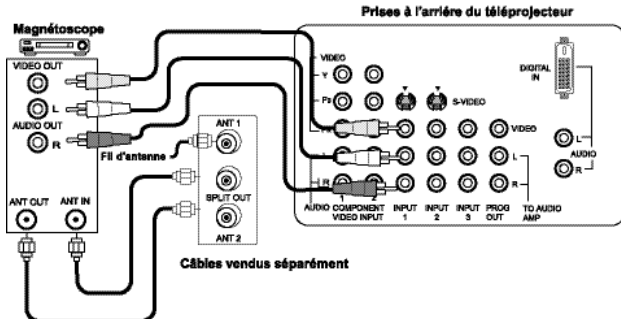 Prises à l'arriére du téléprojecteur
Magnétoscope
VIDEO OUT
L
AUDIO OUT
R
ANT OUT ANT IN
Fil d'antenne
ANT 1
SPLIT OUT
ANT 2
Câbles vendus séparément
VIDEO
Y
PB
S-VIDEO
VIDEO
L
R
L
R
1 2
AUDIO COMPONENT VIDEO INPUT
INPUT 1
INPUT 2
INPUT 3
PROG OUT
TO AUDIO AMP
DIGITAL IN
L
AUDIO
R